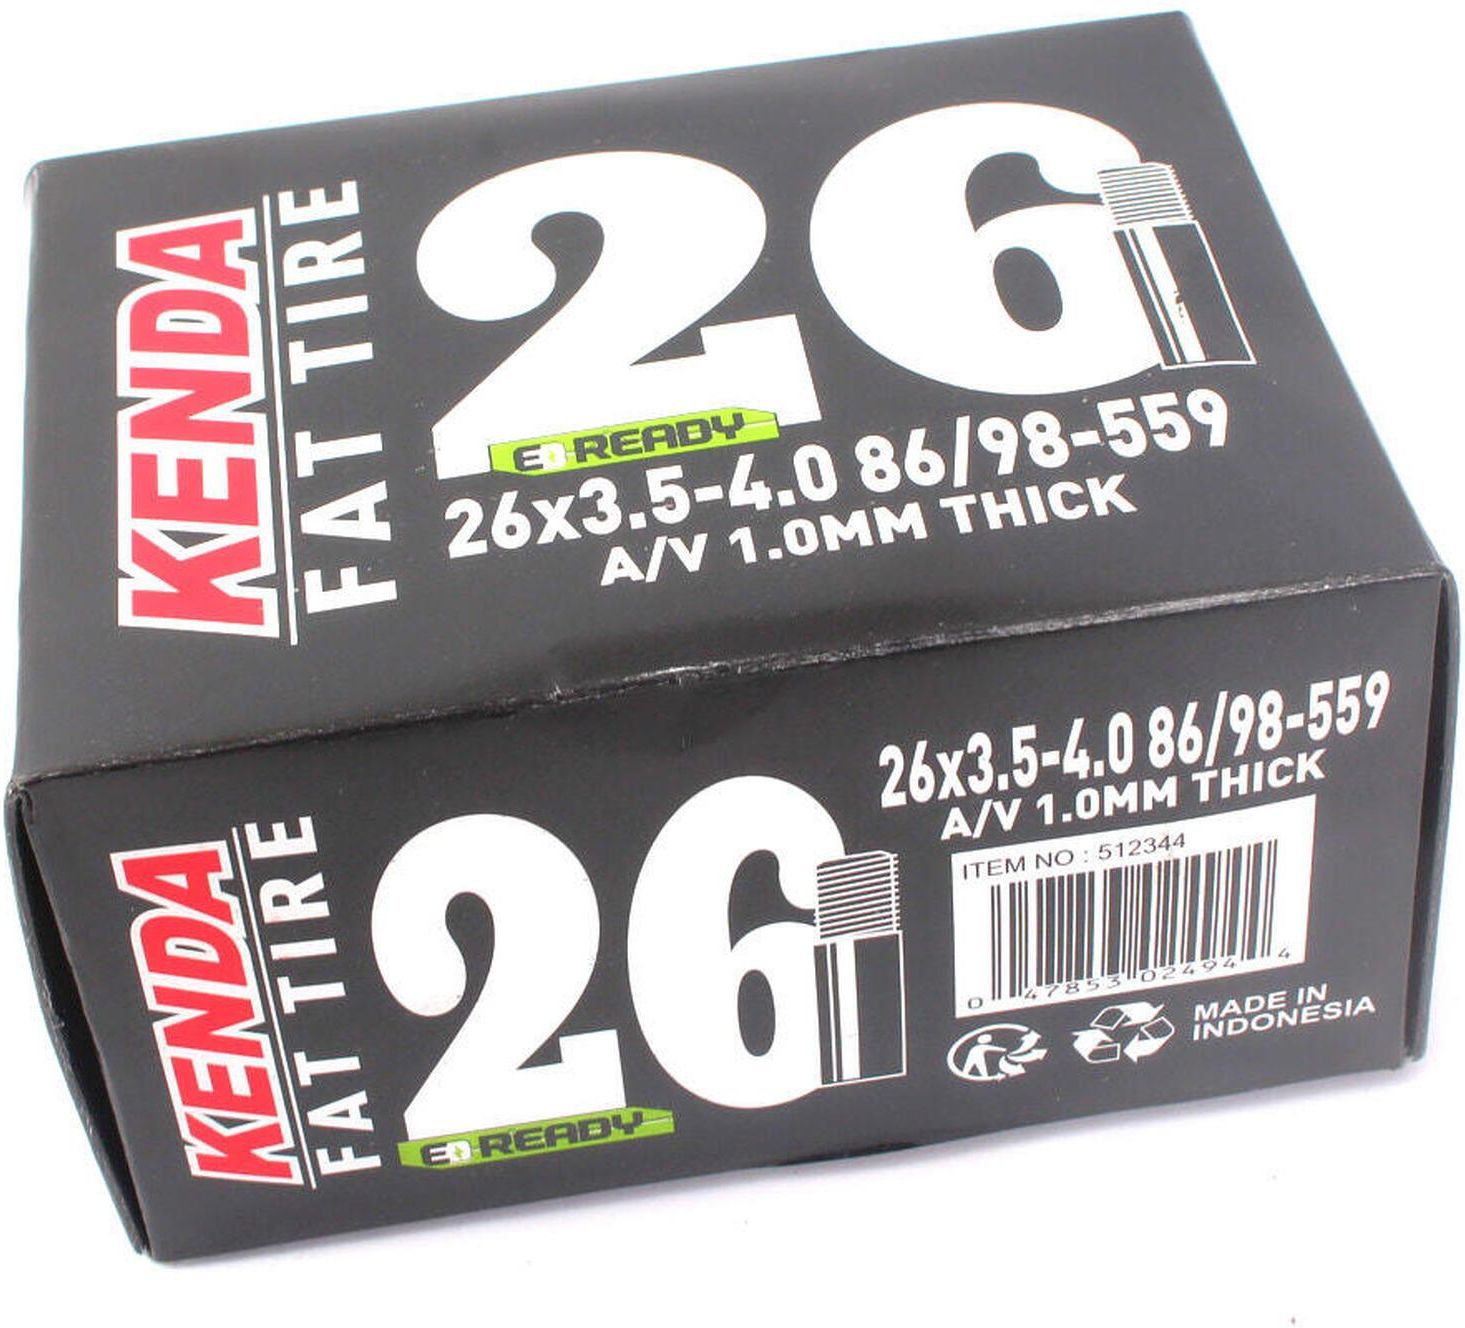 KENDA
FAT TIRE
26
E READY
26x3.5-4.0 86/98-559
A/V 1.0MM THICK
KENDA
FAT TIRE
26
E READY
26x3.5-4.0 86/98-559
A/V 1.0MM THICK
ITEM NO : 512344
0 47853 02494 4
MADE IN
INDONESIA